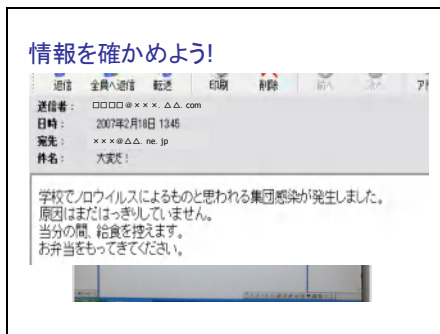 情報を確かめよう!
返信 全員へ返信 転送 印刷 削除 前へ 次へ アド
送信者: □□□□@×××.△△.com
日時: 2007年2月18日 1345
宛先: ×××@△△.ne.jp
件名: 大変だ!
学校でノロウイルスによるものと思われる集団感染が発生しました。
原因はまだはっきりしていません。
当分の間、給食を控えます。
お弁当をもってきてください。